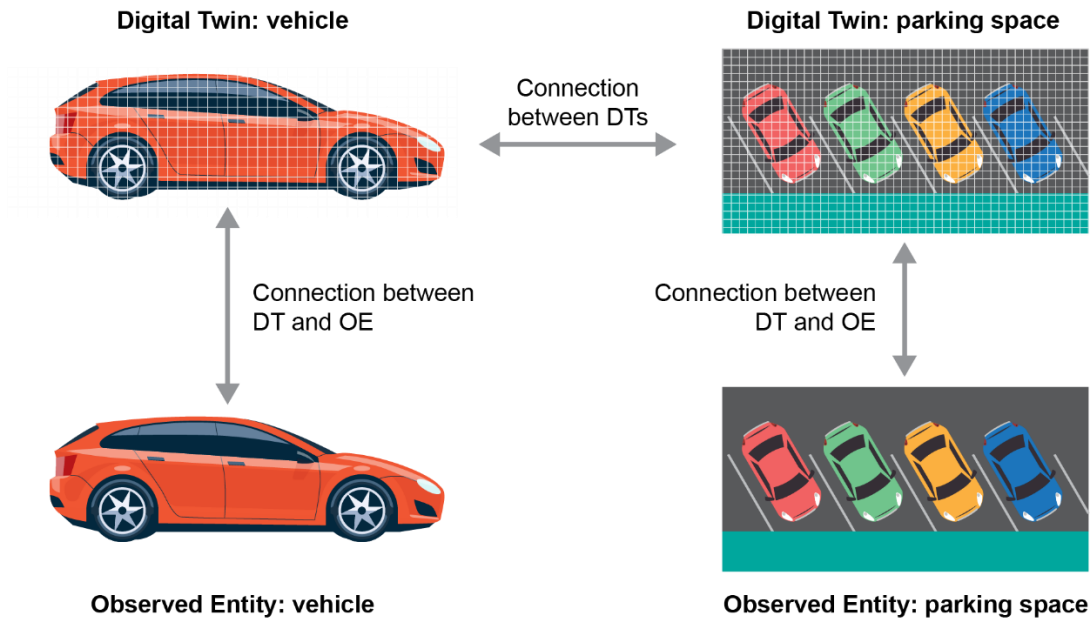 Digital Twin: vehicle
Digital Twin: parking space
Connection
between DTs
Connection between
DT and OE
Connection between
DT and OE
Observed Entity: vehicle
Observed Entity: parking space